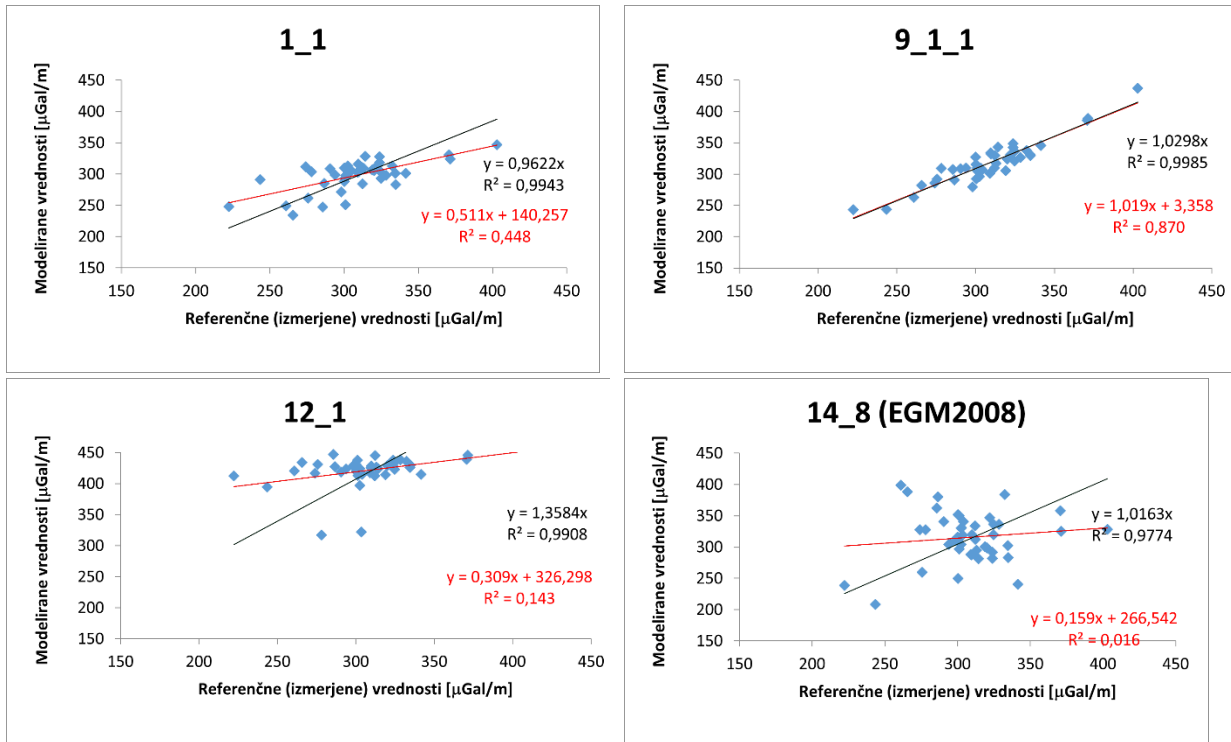 1_1
Modelirane vrednosti [µGal/m]
450
400
350
300
250
200
150
y = 0,9622x
R² = 0,9943
y = 0,511x + 140,257
R² = 0,448
150 200 250 300 350 400 450
Referenčne (izmerjene) vrednosti [µGal/m]
9_1_1
Modelirane vrednosti [µGal/m]
450
400
350
300
250
200
150
y = 1,0298x
R² = 0,9985
y = 1,019x + 3,358
R² = 0,870
150 200 250 300 350 400 450
Referenčne (izmerjene) vrednosti [µGal/m]
12_1
Modelirane vrednosti [µGal/m]
450
400
350
300
250
200
150
y = 1,3584x
R² = 0,9908
y = 0,309x + 326,298
R² = 0,143
150 200 250 300 350 400 450
Referenčne (izmerjene) vrednosti [µGal/m]
14_8 (EGM2008)
Modelirane vrednosti [µGal/m]
450
400
350
300
250
200
150
y = 1,0163x
R² = 0,9774
y = 0,159x + 266,542
R² = 0,016
150 200 250 300 350 400 450
Referenčne (izmerjene) vrednosti [µGal/m]